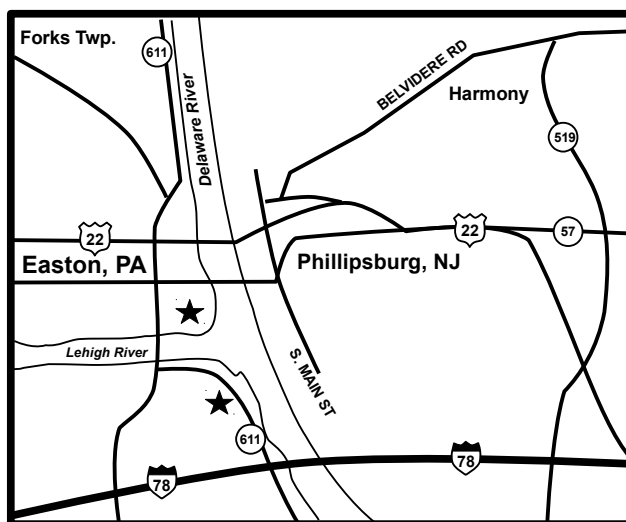 Forks Twp.
611
Delaware River
BELVIDERE RD
Harmony
519
22
22
57
Easton, PA
Phillipsburg, NJ
Lehigh River
S. MAIN ST
611
78
78